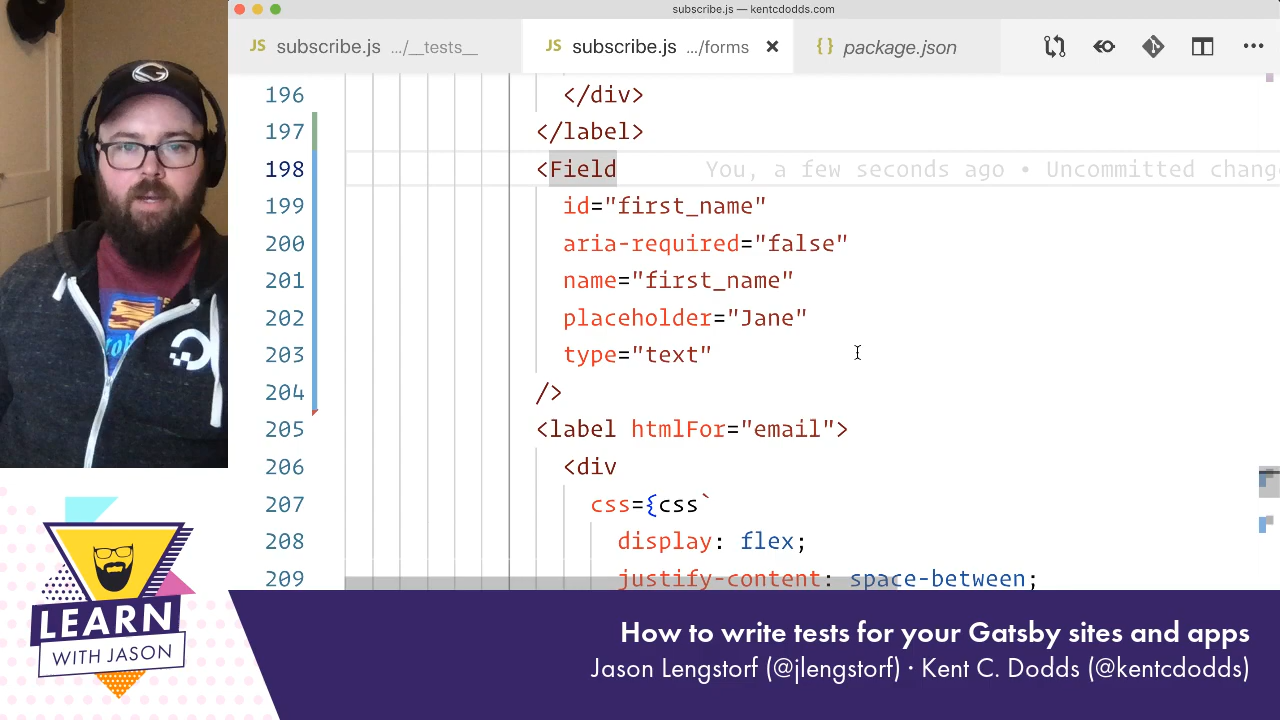 subscribe.js — kentcdodds.com
JS subscribe.js .../__tests__
JS subscribe.js .../forms ×
{} package.json
196 </div>
197 </label>
198 <Field You, a few seconds ago • Uncommitted chang
199 id="first_name"
200 aria-required="false"
201 name="first_name"
202 placeholder="Jane"
203 type="text"
204 />
205 <label htmlFor="email">
206 <div
207 css={css`
208 display: flex;
209 justify-content: space-between;
LEARN
WITH JASON
How to write tests for your Gatsby sites and apps
Jason Lengstorf (@jlengstorf) · Kent C. Dodds (@kentcdodds)